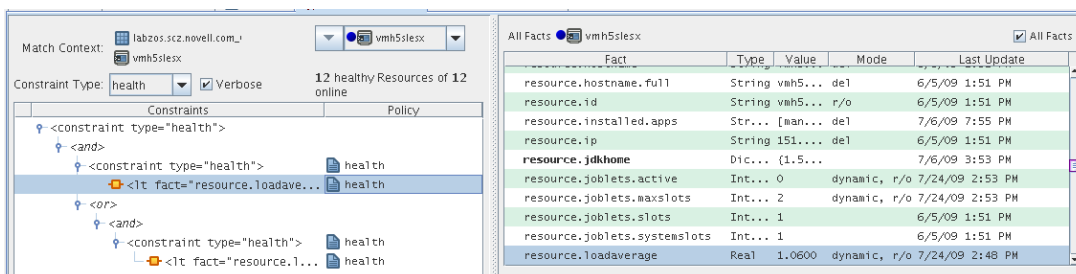 Match Context:
labzos.scz.novell.com_
vmh5slesx
vmh5slesx
Constraint Type:
health
Verbose
12 healthy Resources of 12
online
Constraints Policy
<constraint type="health">
<and>
<constraint type="health"> health
<lt fact="resource.loadave... health
<or>
<and>
<constraint type="health"> health
<lt fact="resource.l... health
All Facts vmh5slesx All Facts
Fact Type Value Mode Last Update
resource.hostname.full String vmh5... del 6/5/09 1:51 PM
resource.id String vmh5... r/o 6/5/09 1:51 PM
resource.installed.apps Str... [man... del 7/6/09 7:55 PM
resource.ip String 151.... del 6/5/09 1:51 PM
resource.jdkhome Dic... {1.5... 7/6/09 3:53 PM
resource.joblets.active Int... 0 dynamic, r/o 7/24/09 2:53 PM
resource.joblets.maxslots Int... 2 dynamic, r/o 7/24/09 2:53 PM
resource.joblets.slots Int... 1 6/5/09 1:51 PM
resource.joblets.systemslots Int... 1 6/5/09 1:51 PM
resource.loadaverage Real 1.0600 dynamic, r/o 7/24/09 2:48 PM